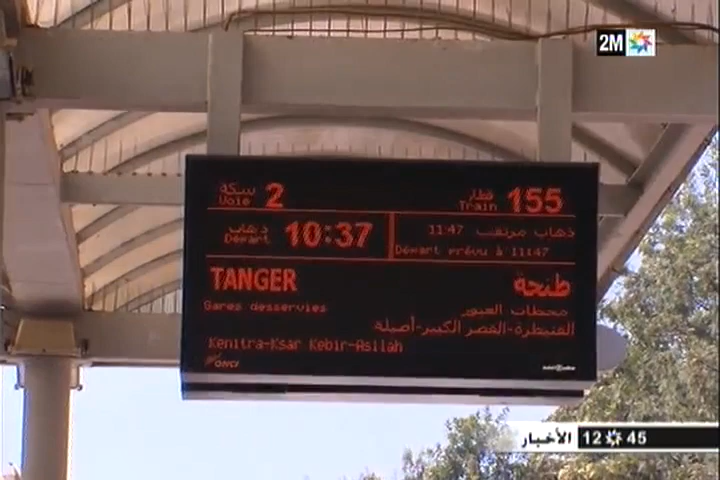 2M
سكة
Voie 2
قطار
Train 155
ذهاب
Départ 10:37
ذهاب مرتقب 11:47
Départ prévu à 11:47
TANGER
طنجة
Gares desservies
محطات العبور
القنيطرة-القصر الكبير-أصيلة
Kenitra-Ksar Kebir-Asilah
ONCF
الأخبار 12 45